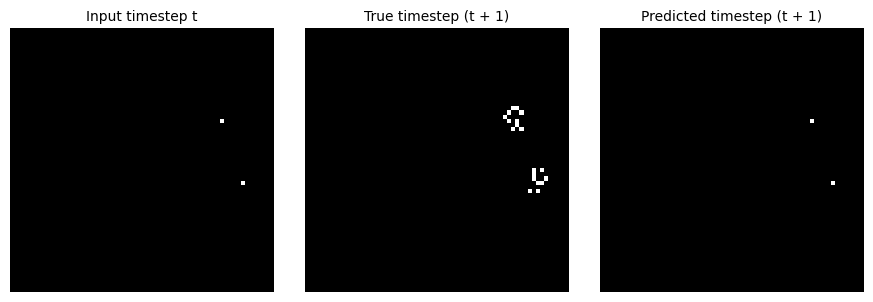 Input timestep t
True timestep (t + 1)
Predicted timestep (t + 1)